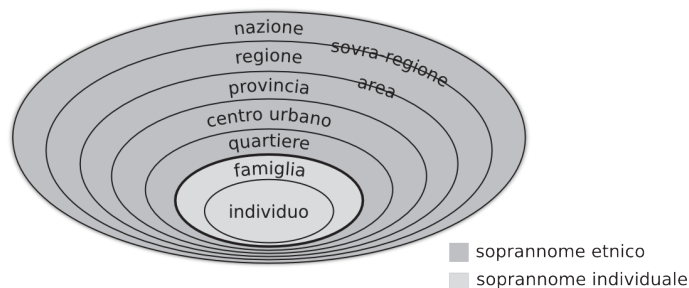 nazione
sovra-regione
regione
area
provincia
centro urbano
quartiere
famiglia
individuo
soprannome etnico
soprannome individuale